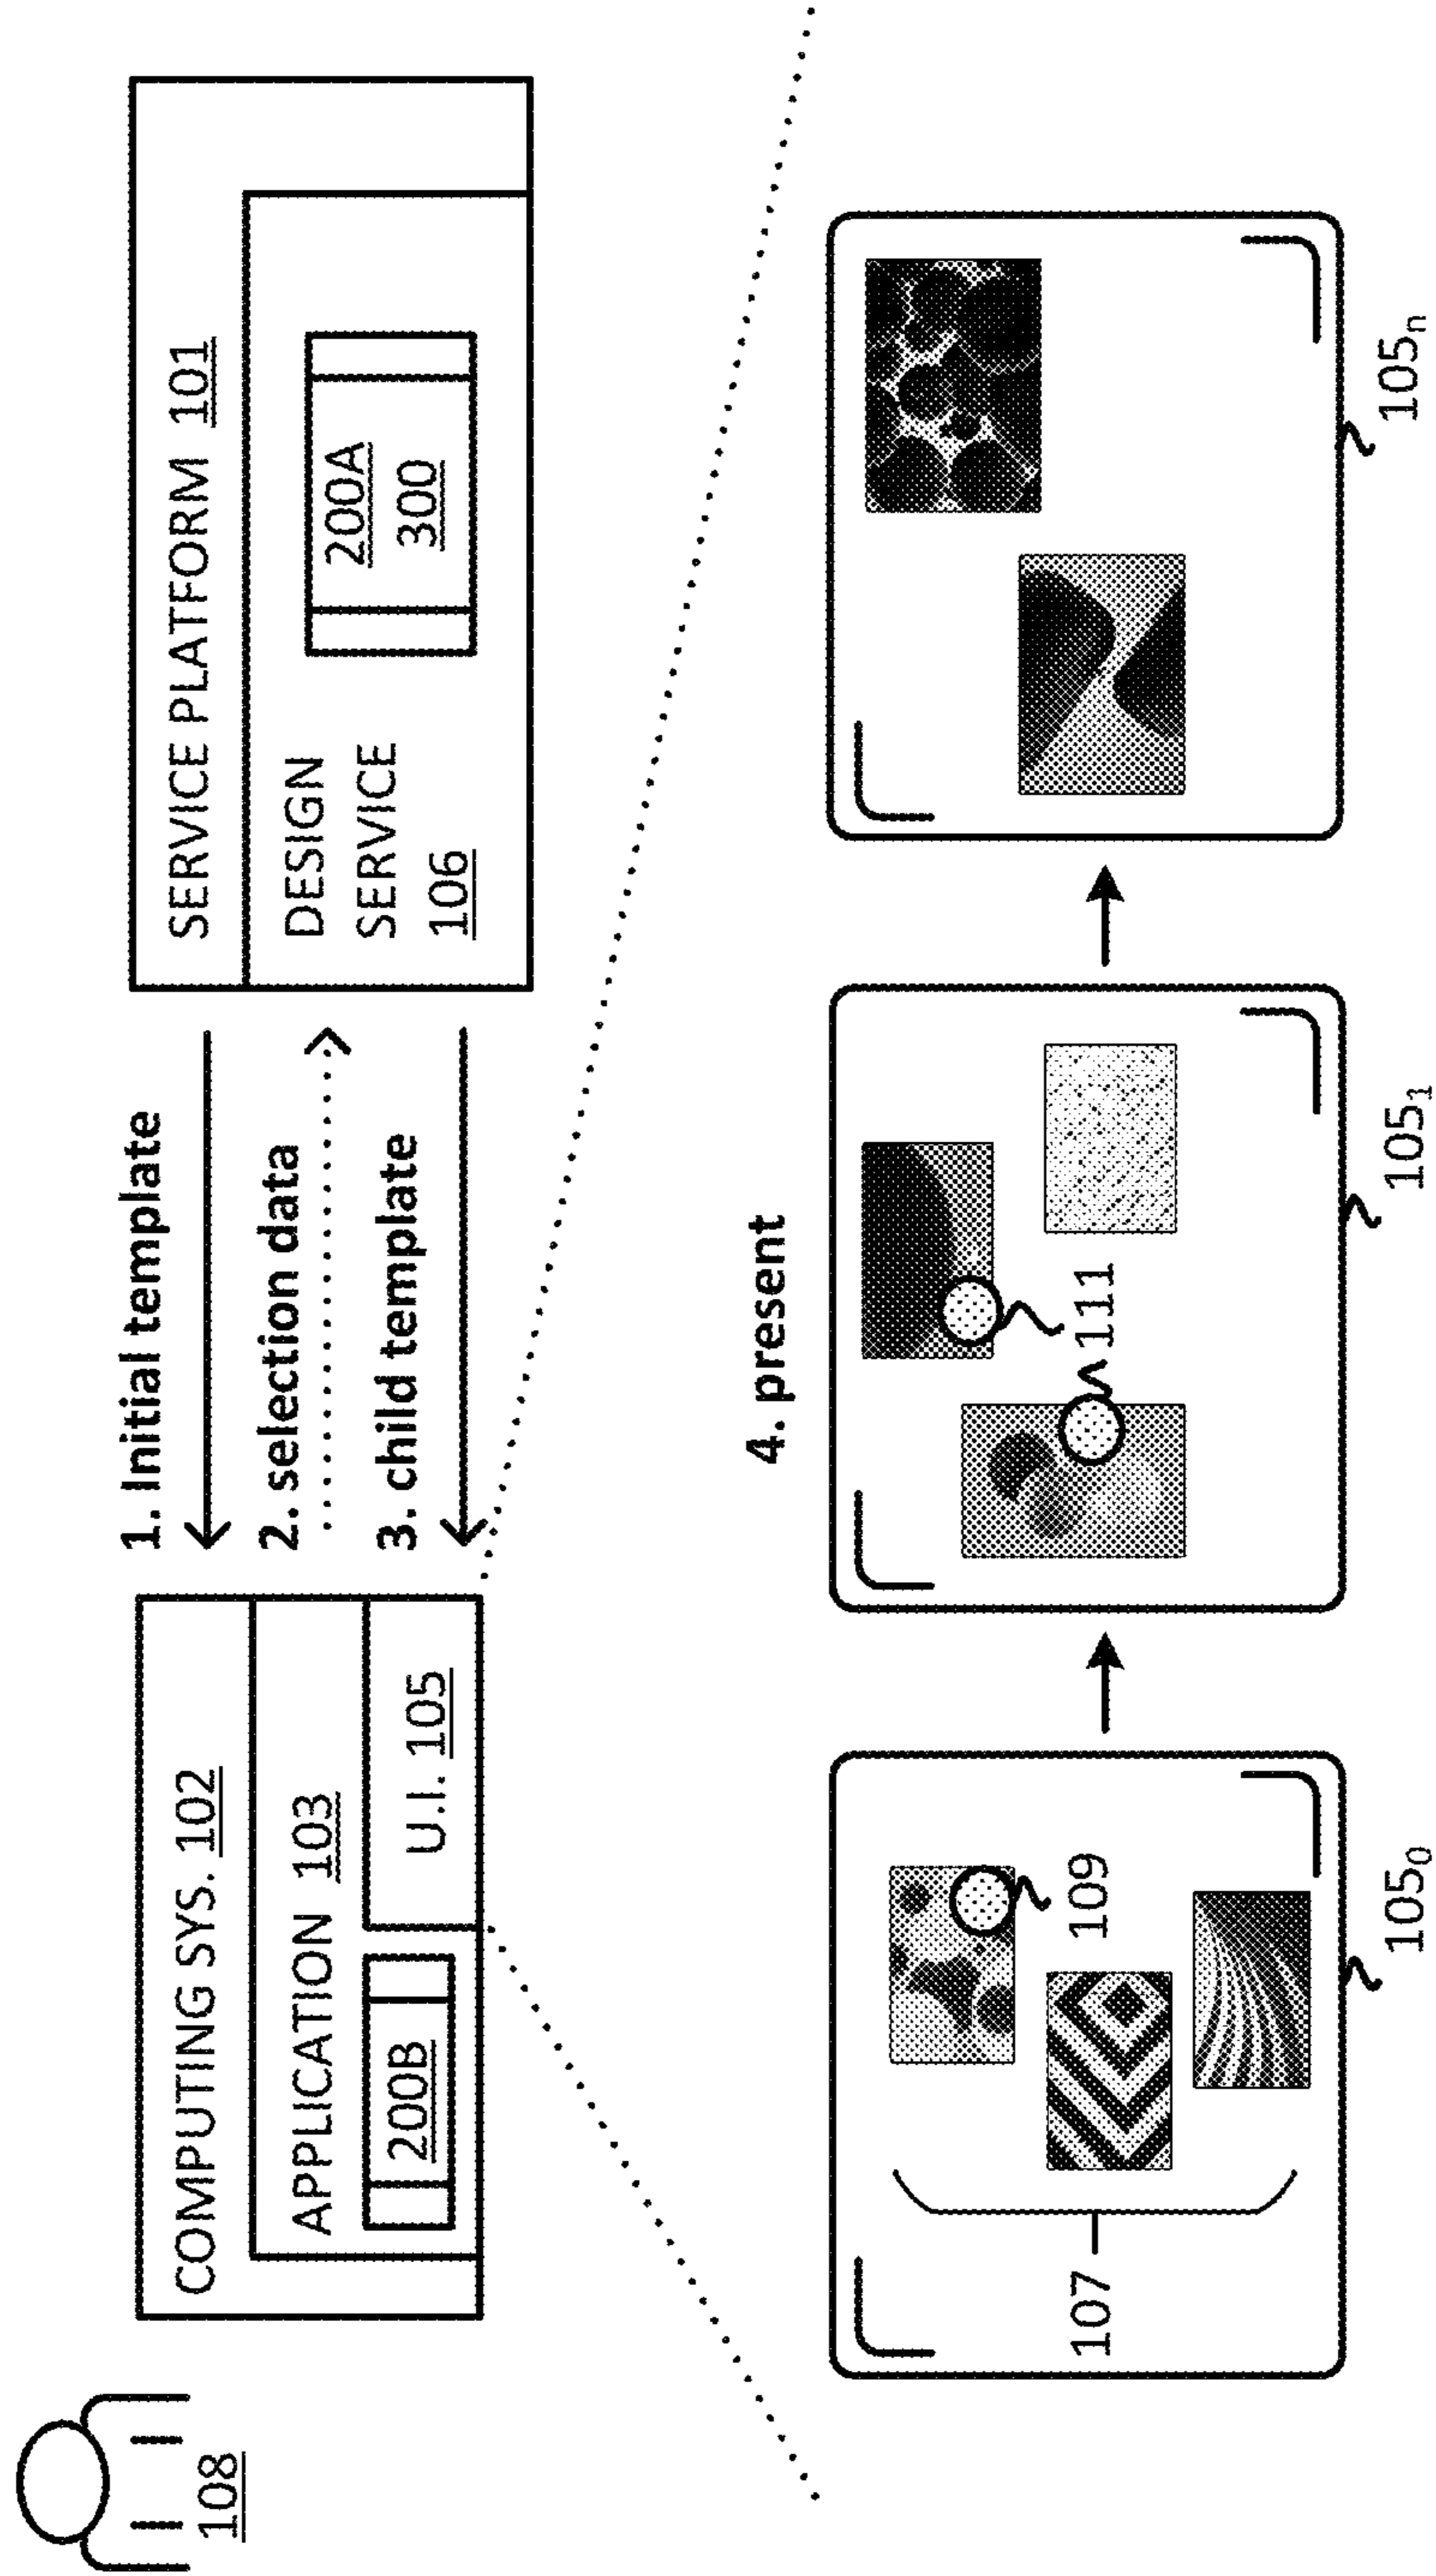 108
COMPUTING SYS. 102
APPLICATION 103
200B
U.I. 105
1. Initial template
2. selection data
3. child template
SERVICE PLATFORM 101
DESIGN
SERVICE
106
200A
300
4. present
107
109
105₀
111
105₁
105ₙ